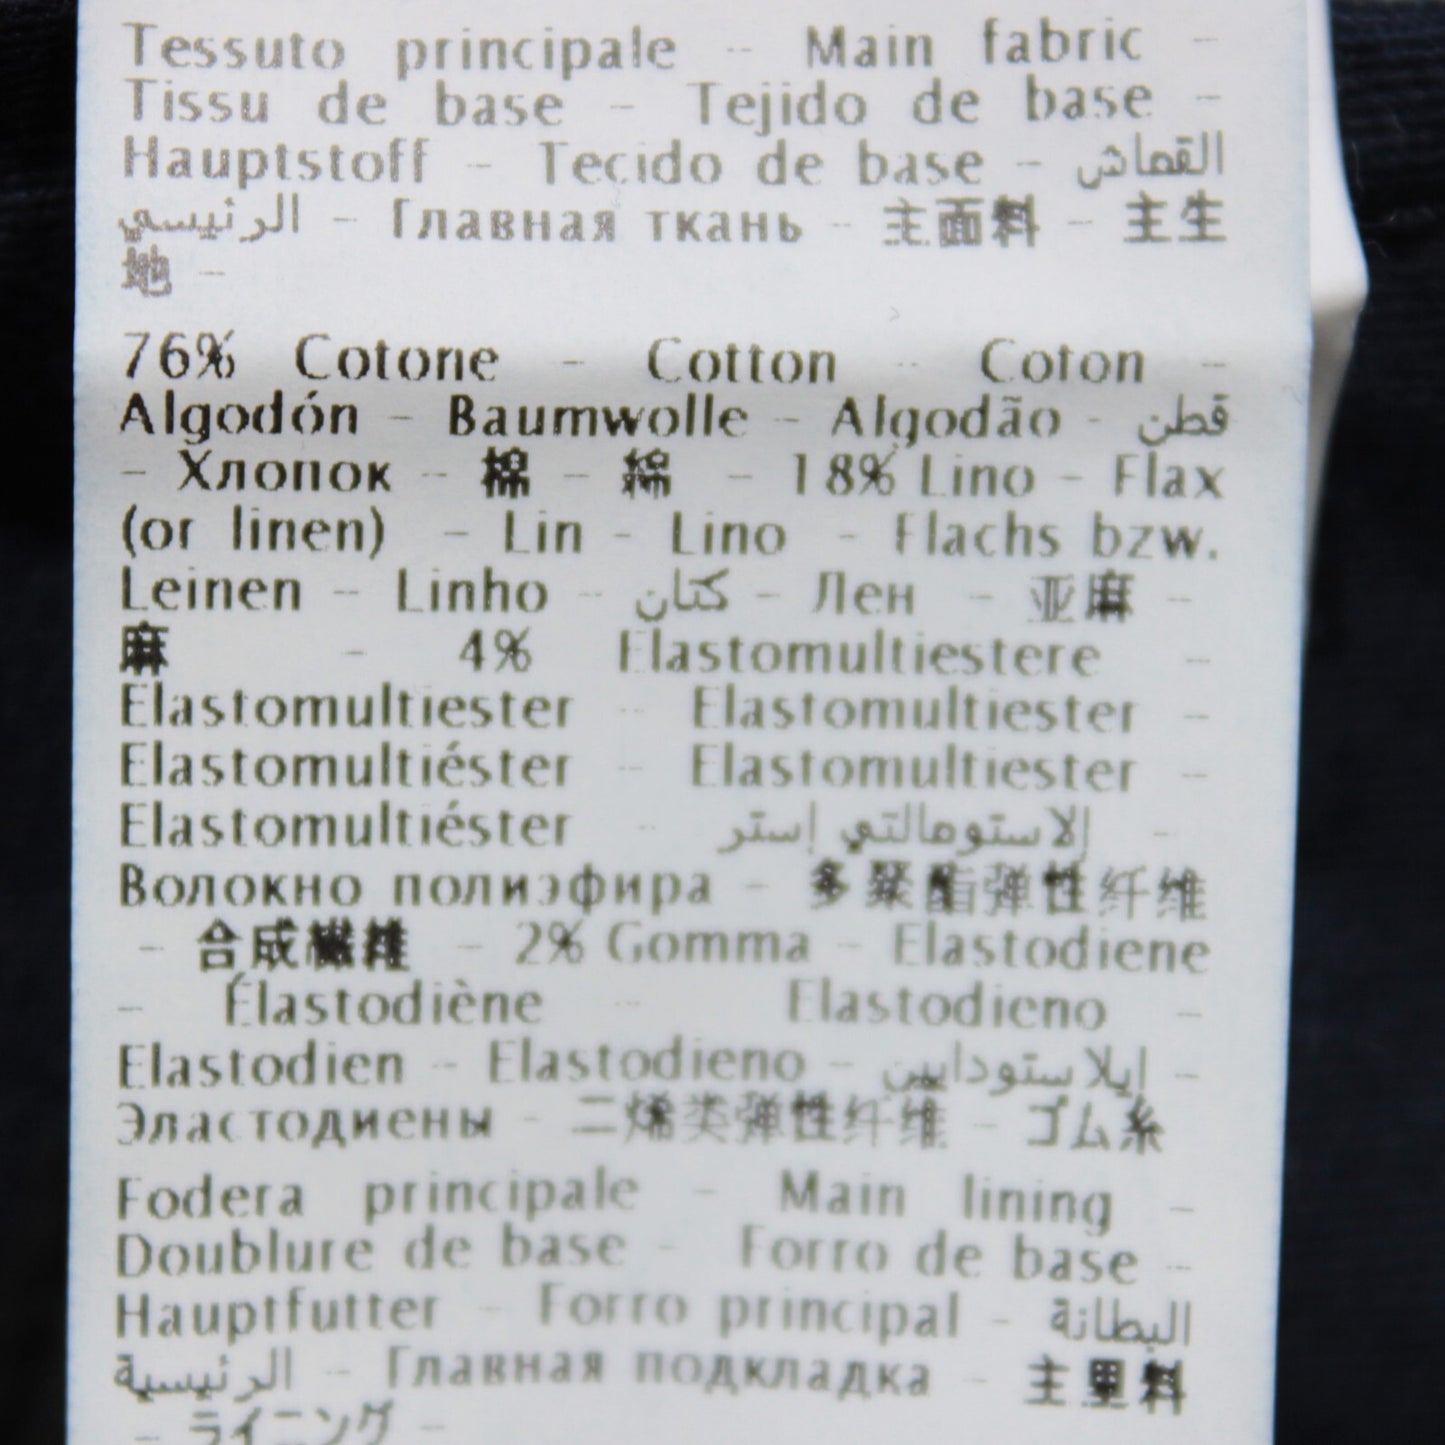 Tessuto principale - Main fabric -
Tissu de base - Tejido de base -
Hauptstoff - Tecido de base - القماش
الرئيسي - Главная ткань - 主面料 - 主生
地 -
76% Cotone - Cotton - Coton -
Algodón - Baumwolle - Algodão - قطن
- Хлопок - 棉 - 綿 - 18% Lino - Flax
(or linen) - Lin - Lino - Flachs bzw.
Leinen - Linho - كتان - Лен - 亚麻 -
麻 - 4% Elastomultiestere -
Elastomultiester - Elastomultiester -
Elastomultiéster - Elastomultiester -
Elastomultiéster - إلاستومالتي إستر -
Волокно полиэфира - 多聚酯弹性纤维
- 合成繊維 - 2% Gomma - Elastodiene
- Élastodiène - Elastodieno -
Elastodien - Elastodieno - إيلاستودايين -
Эластодиены - 二烯类弹性纤维 - ゴム糸
Fodera principale - Main lining -
Doublure de base - Forro de base -
Hauptfutter - Forro principal - البطانة
الرئيسية - Главная подкладка - 主里料
- ライニング -